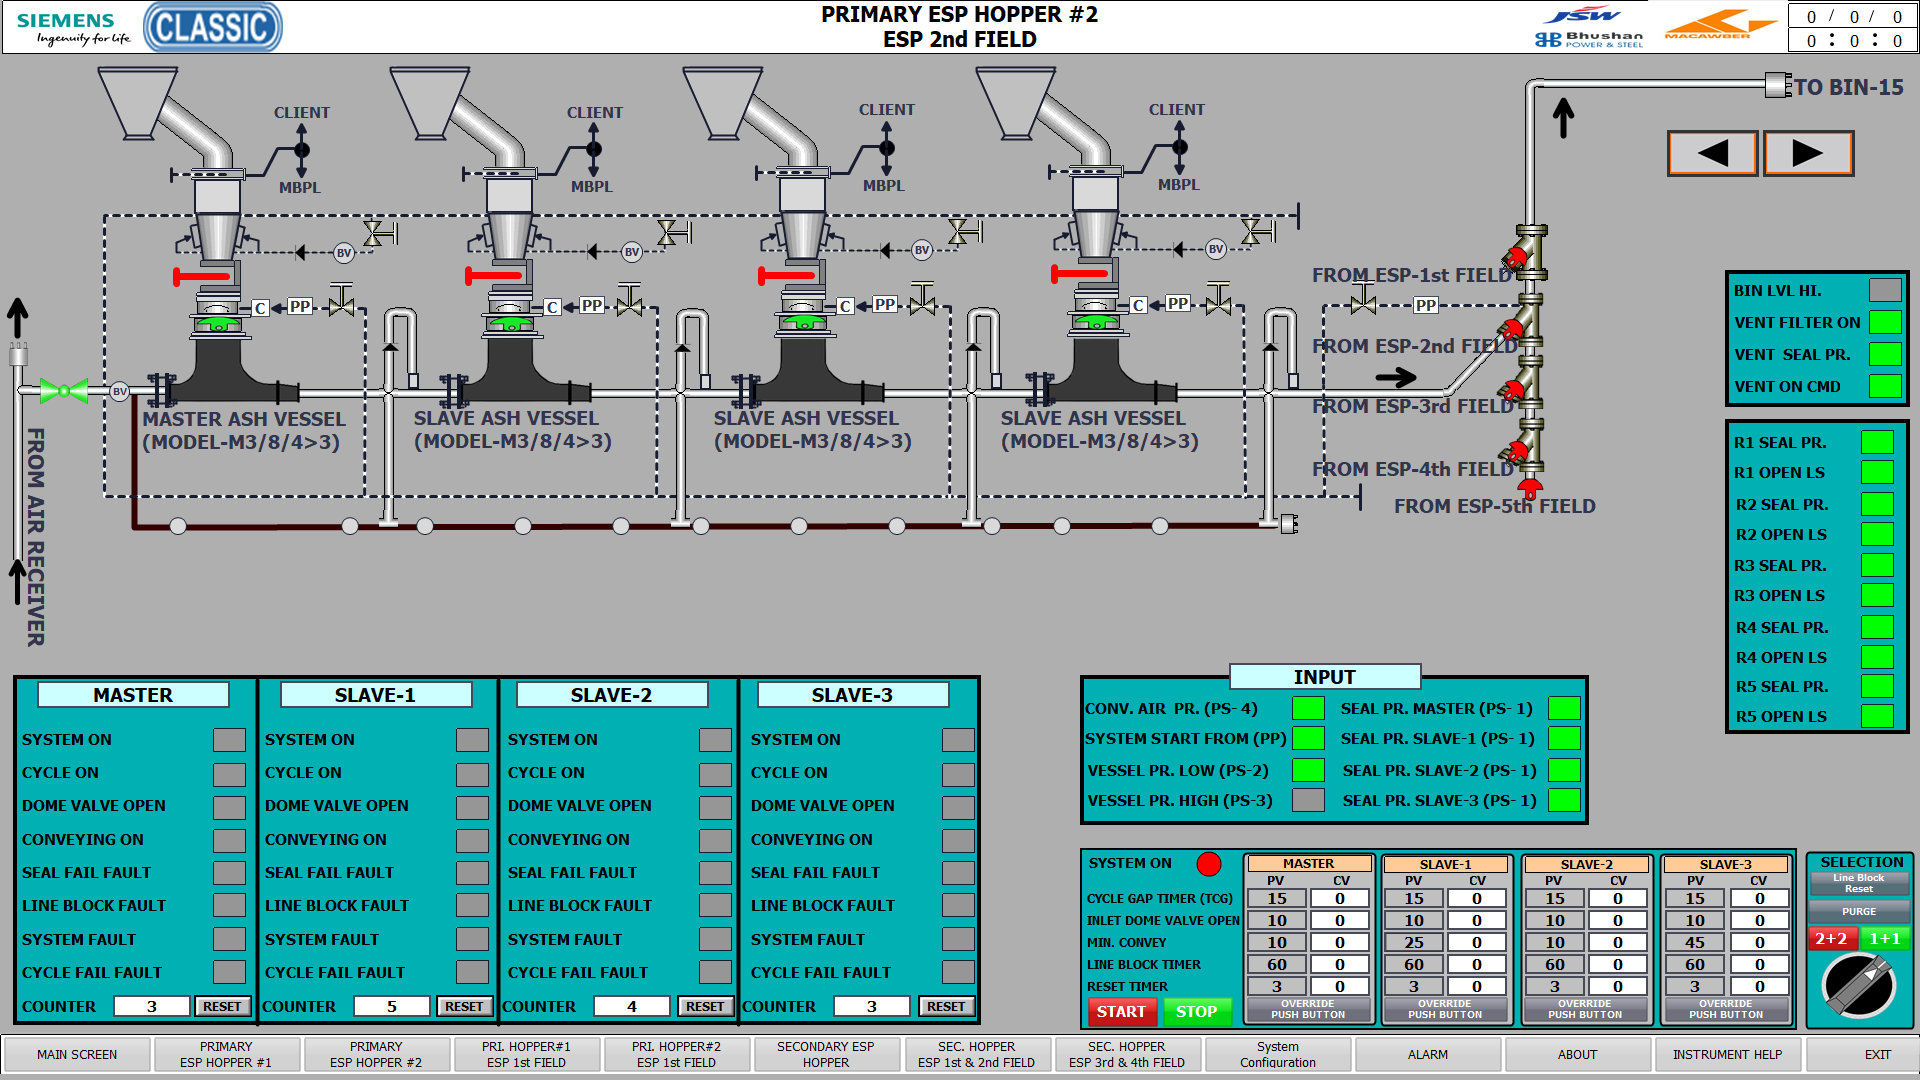 SIEMENS
Ingenuity for life
CLASSIC
PRIMARY ESP HOPPER #2
ESP 2nd FIELD
JSW
Bhushan
POWER & STEEL
MACAWBER
0 / 0 / 0
0 : 0 : 0
TO BIN-15
CLIENT
MBPL
CLIENT
MBPL
CLIENT
MBPL
CLIENT
MBPL
BV
BV
BV
BV
C
PP
C
PP
C
PP
C
PP
PP
BV
FROM ESP-1st FIELD
FROM ESP-2nd FIELD
FROM ESP-3rd FIELD
FROM ESP-4th FIELD
FROM ESP-5th FIELD
MASTER ASH VESSEL
(MODEL-M3/8/4>3)
SLAVE ASH VESSEL
(MODEL-M3/8/4>3)
SLAVE ASH VESSEL
(MODEL-M3/8/4>3)
SLAVE ASH VESSEL
(MODEL-M3/8/4>3)
FROM AIR RECEIVER
BIN LVL HI.
VENT FILTER ON
VENT SEAL PR.
VENT ON CMD
R1 SEAL PR.
R1 OPEN LS
R2 SEAL PR.
R2 OPEN LS
R3 SEAL PR.
R3 OPEN LS
R4 SEAL PR.
R4 OPEN LS
R5 SEAL PR.
R5 OPEN LS
MASTER
SYSTEM ON
CYCLE ON
DOME VALVE OPEN
CONVEYING ON
SEAL FAIL FAULT
LINE BLOCK FAULT
SYSTEM FAULT
CYCLE FAIL FAULT
COUNTER 3 RESET
SLAVE-1
SYSTEM ON
CYCLE ON
DOME VALVE OPEN
CONVEYING ON
SEAL FAIL FAULT
LINE BLOCK FAULT
SYSTEM FAULT
CYCLE FAIL FAULT
COUNTER 5 RESET
SLAVE-2
SYSTEM ON
CYCLE ON
DOME VALVE OPEN
CONVEYING ON
SEAL FAIL FAULT
LINE BLOCK FAULT
SYSTEM FAULT
CYCLE FAIL FAULT
COUNTER 4 RESET
SLAVE-3
SYSTEM ON
CYCLE ON
DOME VALVE OPEN
CONVEYING ON
SEAL FAIL FAULT
LINE BLOCK FAULT
SYSTEM FAULT
CYCLE FAIL FAULT
COUNTER 3 RESET
INPUT
CONV. AIR PR. (PS- 4) SEAL PR. MASTER (PS- 1)
SYSTEM START FROM (PP) SEAL PR. SLAVE-1 (PS- 1)
VESSEL PR. LOW (PS-2) SEAL PR. SLAVE-2 (PS- 1)
VESSEL PR. HIGH (PS-3) SEAL PR. SLAVE-3 (PS- 1)
SYSTEM ON MASTER SLAVE-1 SLAVE-2 SLAVE-3
PV CV PV CV PV CV PV CV
CYCLE GAP TIMER (TCG) 15 0 15 0 15 0 15 0
INLET DOME VALVE OPEN 10 0 10 0 10 0 10 0
MIN. CONVEY 10 0 25 0 10 0 45 0
LINE BLOCK TIMER 60 0 60 0 60 0 60 0
RESET TIMER 3 0 3 0 3 0 3 0
START STOP
OVERRIDE
PUSH BUTTON
OVERRIDE
PUSH BUTTON
OVERRIDE
PUSH BUTTON
OVERRIDE
PUSH BUTTON
SELECTION
Line Block
Reset
PURGE
2+2 1+1
MAIN SCREEN
PRIMARY
ESP HOPPER #1
PRIMARY
ESP HOPPER #2
PRI. HOPPER#1
ESP 1st FIELD
PRI. HOPPER#2
ESP 1st FIELD
SECONDARY ESP
HOPPER
SEC. HOPPER
ESP 1st & 2nd FIELD
SEC. HOPPER
ESP 3rd & 4th FIELD
System
Configuration
ALARM
ABOUT
INSTRUMENT HELP
EXIT